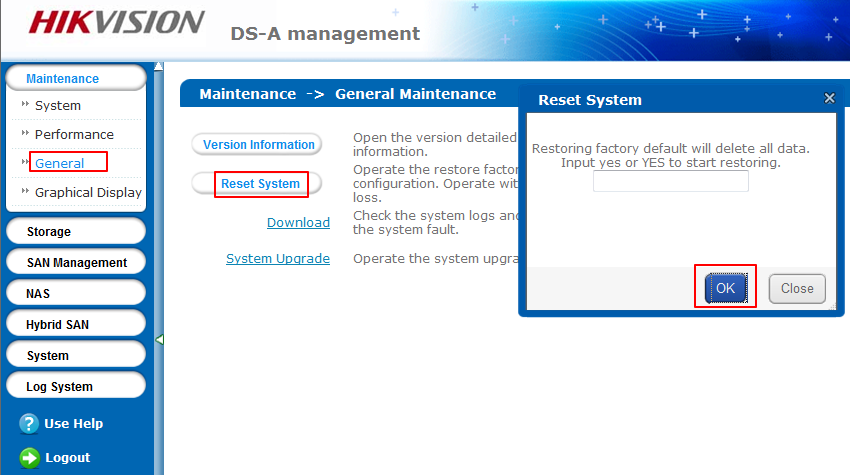 HIKVISION
DS-A management
Maintenance
System
Performance
General
Graphical Display
Storage
SAN Management
NAS
Hybrid SAN
System
Log System
Use Help
Logout
Maintenance -> General Maintenance
Version Information
Open the version detailed
information.
Reset System
Operate the restore factor
configuration. Operate wit
loss.
Download
Check the system logs and
the system fault.
System Upgrade
Operate the system upgra
Reset System
Restoring factory default will delete all data.
Input yes or YES to start restoring.
OK
Close